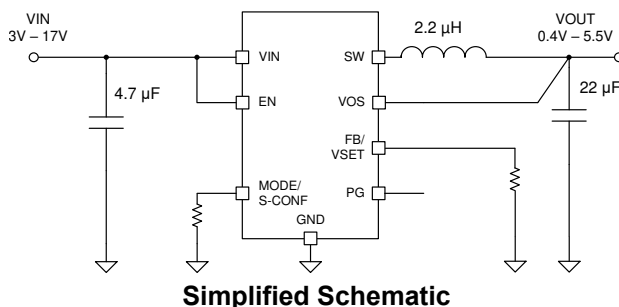 VIN
3V – 17V
VOUT
0.4V – 5.5V
2.2 µH
VIN
SW
4.7 µF
EN
VOS
22 µF
FB/
VSET
MODE/
S-CONF
PG
GND
Simplified Schematic